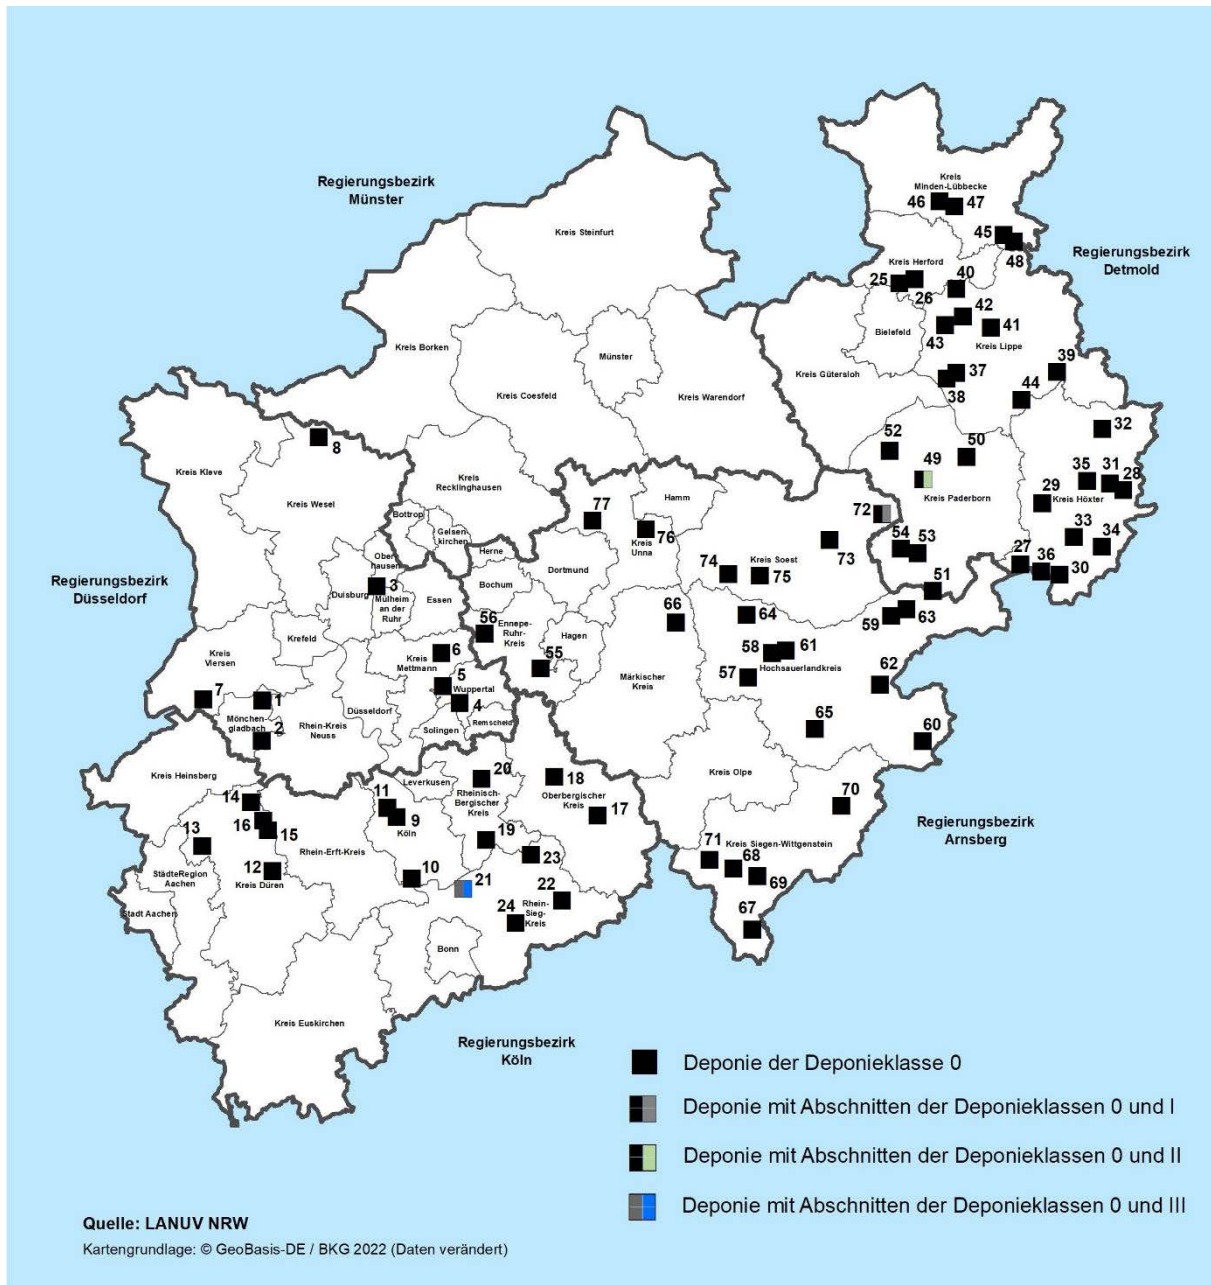 Regierungsbezirk
Münster
Kreis
Minden-Lübbecke
46
47
Kreis Steinfurt
45
48
Regierungsbezirk
Detmold
Kreis Herford
25
26
40
42
41
43
Bielefeld
Kreis Lippe
Kreis Borken
Münster
Kreis Gütersloh
39
37
38
44
Kreis Coesfeld
Kreis Warendorf
32
8
52
50
49
Kreis Kleve
Kreis
Recklinghausen
35
31
28
29
Kreis Höxter
Kreis Wesel
Kreis Paderborn
77
Hamm
72
Bottrop
Gelsen
kirchen
76
Kreis
Unna
73
33
34
54
53
Herne
Ober
hausen
Dortmund
Kreis Soest
27
36
30
74
75
Regierungsbezirk
Düsseldorf
3
Bochum
Duisburg
Mülheim
an der
Ruhr
Essen
51
56
Ennepe-
Ruhr-
Kreis
66
64
59
63
Krefeld
Hagen
6
58
61
Kreis
Viersen
Kreis
Mettmann
55
Hochsauerlandkreis
5
Wuppertal
57
62
Märkischer
Kreis
7
1
4
Mönchen-
gladbach
Rhein-Kreis
Neuss
Düsseldorf
Remscheid
Solingen
2
65
60
Kreis Heinsberg
Leverkusen
20
Rheinisch-
Bergischer
Kreis
18
Oberbergischer
Kreis
Kreis Olpe
14
11
17
70
Regierungsbezirk
Arnsberg
16
15
9
Köln
13
19
Kreis Siegen-Wittgenstein
Rhein-Erft-Kreis
23
71
68
12
10
69
StädteRegion
Aachen
Kreis Düren
21
22
Stadt Aachen
24
Rhein-
Sieg-
Kreis
67
Bonn
Kreis Euskirchen
Regierungsbezirk
Köln
Deponie der Deponieklasse 0
Deponie mit Abschnitten der Deponieklassen 0 und I
Deponie mit Abschnitten der Deponieklassen 0 und II
Deponie mit Abschnitten der Deponieklassen 0 und III
Quelle: LANUV NRW
Kartengrundlage: © GeoBasis-DE / BKG 2022 (Daten verändert)